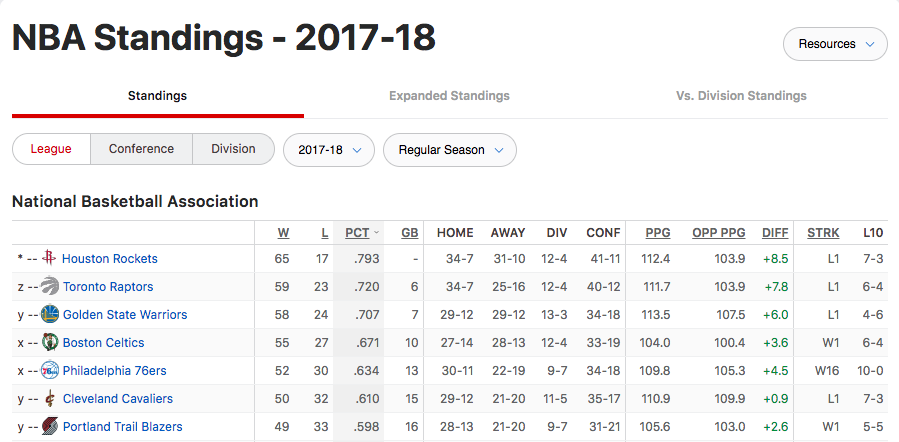 NBA Standings - 2017-18
Resources
Standings Expanded Standings Vs. Division Standings
League Conference Division 2017-18 Regular Season
National Basketball Association
W L PCT GB HOME AWAY DIV CONF PPG OPP PPG DIFF STRK L10
* -- Houston Rockets 65 17 .793 - 34-7 31-10 12-4 41-11 112.4 103.9 +8.5 L1 7-3
z -- Toronto Raptors 59 23 .720 6 34-7 25-16 12-4 40-12 111.7 103.9 +7.8 L1 6-4
y -- Golden State Warriors 58 24 .707 7 29-12 29-12 13-3 34-18 113.5 107.5 +6.0 L1 4-6
x -- Boston Celtics 55 27 .671 10 27-14 28-13 12-4 33-19 104.0 100.4 +3.6 W1 6-4
x -- 76ers Philadelphia 76ers 52 30 .634 13 30-11 22-19 9-7 34-18 109.8 105.3 +4.5 W16 10-0
y -- Cleveland Cavaliers 50 32 .610 15 29-12 21-20 11-5 35-17 110.9 109.9 +0.9 L1 7-3
y -- Portland Trail Blazers 49 33 .598 16 28-13 21-20 9-7 31-21 105.6 103.0 +2.6 W1 5-5